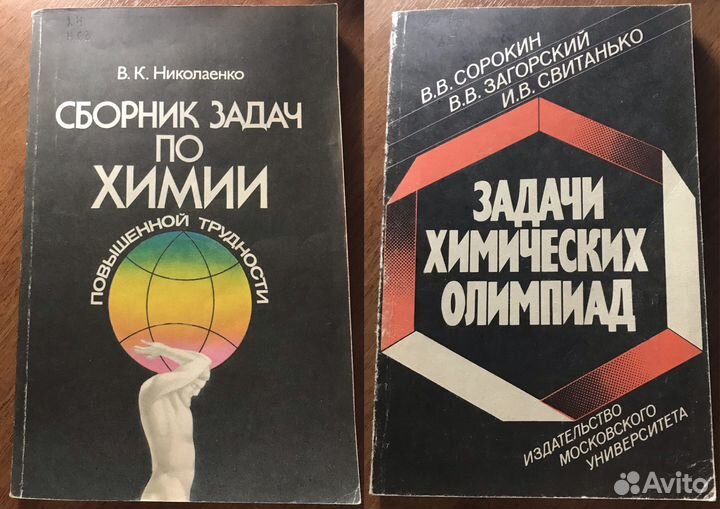 В. К. Николаенко
СБОРНИК ЗАДАЧ
ПО
ХИМИИ
ПОВЫШЕННОЙ ТРУДНОСТИ
В.В. СОРОКИН
В.В. ЗАГОРСКИЙ
И.В. СВИТАНЬКО
ЗАДАЧИ
ХИМИЧЕСКИХ
ОЛИМПИАД
ИЗДАТЕЛЬСТВО
МОСКОВСКОГО
УНИВЕРСИТЕТА
Avito